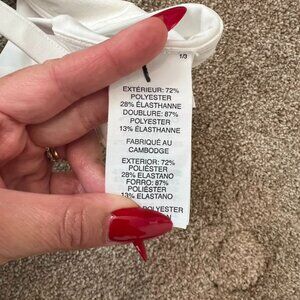 1/3
EXTÉRIEUR: 72%
POLYESTER
28% ÉLASTHANNE
DOUBLURE: 87%
POLYESTER
13% ÉLASTHANNE
FABRIQUÉ AU
CAMBODGE
EXTERIOR: 72%
POLIÉSTER
28% ELASTANO
FORRO: 87%
POLIÉSTER
13% ELASTANO
POLYESTER